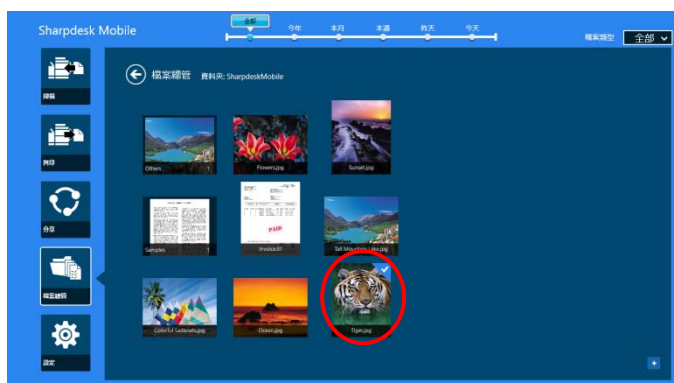 Sharpdesk Mobile
全部
今年
本月
本週
昨天
今天
檔案類型
全部
檔案總管 資料夾: SharpdeskMobile
掃描
列印
分享
檔案總管
設定
Others 1
Flowers.jpg
Sunset.jpg
Samples 1
Invoice01
PAID
Tall Mountain Lake.jpg
Colorful Sailboats.jpg
Ocean.jpg
Tiger.jpg